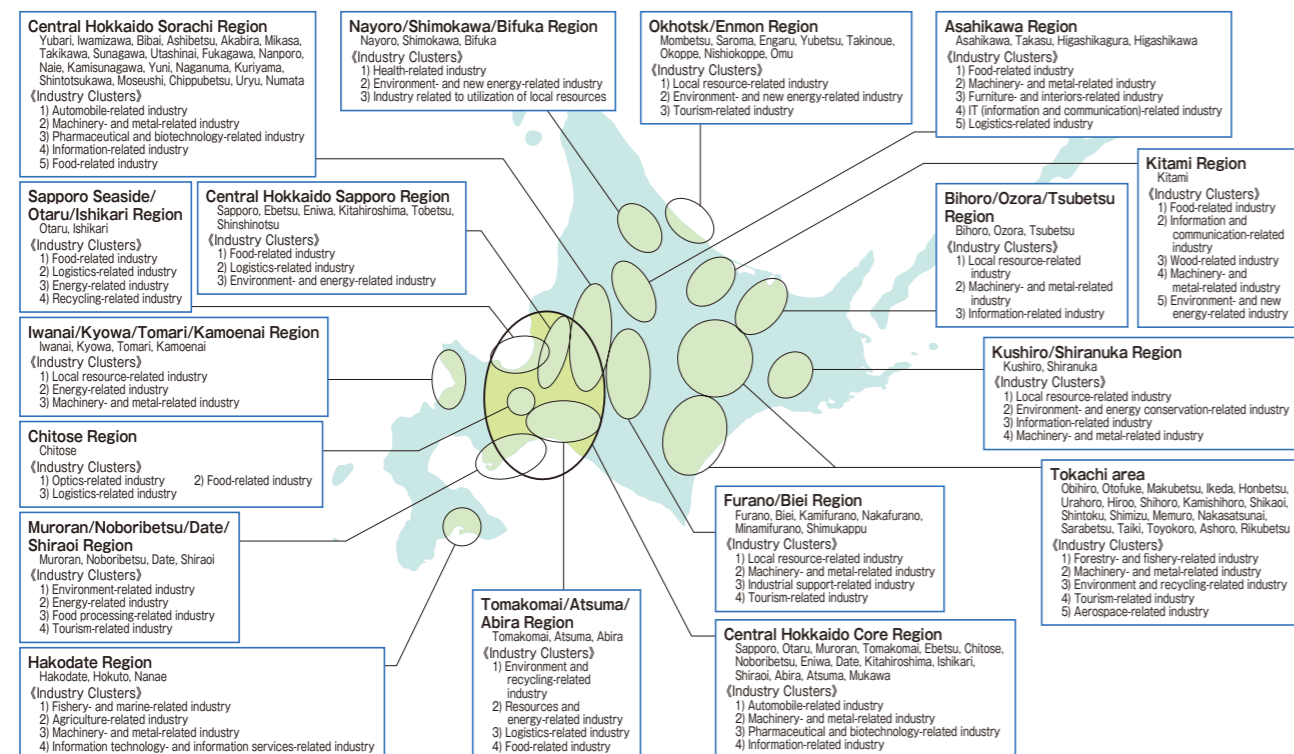 Central Hokkaido Sorachi Region
Yubari, Iwamizawa, Bibai, Ashibetsu, Akabira, Mikasa,
Takikawa, Sunagawa, Utashinai, Fukagawa, Nanporo,
Naie, Kamisunagawa, Yuni, Naganuma, Kuriyama,
Shintotsukawa, Moseushi, Chippubetsu, Uryu, Numata
《Industry Clusters》
1) Automobile-related industry
2) Machinery- and metal-related industry
3) Pharmaceutical and biotechnology-related industry
4) Information-related industry
5) Food-related industry
Nayoro/Shimokawa/Bifuka Region
Nayoro, Shimokawa, Bifuka
《Industry Clusters》
1) Health-related industry
2) Environment- and new energy-related industry
3) Industry related to utilization of local resources
Okhotsk/Enmon Region
Mombetsu, Saroma, Engaru, Yubetsu, Takinoue,
Okoppe, Nishiokoppe, Omu
《Industry Clusters》
1) Local resource-related industry
2) Environment- and new energy-related industry
3) Tourism-related industry
Asahikawa Region
Asahikawa, Takasu, Higashikagura, Higashikawa
《Industry Clusters》
1) Food-related industry
2) Machinery- and metal-related industry
3) Furniture- and interiors-related industry
4) IT (information and communication)-related industry
5) Logistics-related industry
Sapporo Seaside/
Otaru/Ishikari Region
Otaru, Ishikari
《Industry Clusters》
1) Food-related industry
2) Logistics-related industry
3) Energy-related industry
4) Recycling-related industry
Central Hokkaido Sapporo Region
Sapporo, Ebetsu, Eniwa, Kitahiroshima, Tobetsu,
Shinshinotsu
《Industry Clusters》
1) Food-related industry
2) Logistics-related industry
3) Environment- and energy-related industry
Bihoro/Ozora/Tsubetsu
Region
Bihoro, Ozora, Tsubetsu
《Industry Clusters》
1) Local resource-related
industry
2) Machinery- and metal-related
industry
3) Information-related industry
Kitami Region
Kitami
《Industry Clusters》
1) Food-related industry
2) Information and
communication-related
industry
3) Wood-related industry
4) Machinery- and
metal-related industry
5) Environment- and new
energy-related industry
Iwanai/Kyowa/Tomari/Kamoenai Region
Iwanai, Kyowa, Tomari, Kamoenai
《Industry Clusters》
1) Local resource-related industry
2) Energy-related industry
3) Machinery- and metal-related industry
Kushiro/Shiranuka Region
Kushiro, Shiranuka
《Industry Clusters》
1) Local resource-related industry
2) Environment- and energy conservation-related industry
3) Information-related industry
4) Machinery- and metal-related industry
Chitose Region
Chitose
《Industry Clusters》
1) Optics-related industry 2) Food-related industry
3) Logistics-related industry
Tokachi area
Obihiro, Otofuke, Makubetsu, Ikeda, Honbetsu,
Urahoro, Hiroo, Shihoro, Kamishihoro, Shikaoi,
Shintoku, Shimizu, Memuro, Nakasatsunai,
Sarabetsu, Taiki, Toyokoro, Ashoro, Rikubetsu
《Industry Clusters》
1) Forestry- and fishery-related industry
2) Machinery- and metal-related industry
3) Environment and recycling-related industry
4) Tourism-related industry
5) Aerospace-related industry
Muroran/Noboribetsu/Date/
Shiraoi Region
Muroran, Noboribetsu, Date, Shiraoi
《Industry Clusters》
1) Environment-related industry
2) Energy-related industry
3) Food processing-related industry
4) Tourism-related industry
Furano/Biei Region
Furano, Biei, Kamifurano, Nakafurano,
Minamifurano, Shimukappu
《Industry Clusters》
1) Local resource-related industry
2) Machinery- and metal-related industry
3) Industrial support-related industry
4) Tourism-related industry
Tomakomai/Atsuma/
Abira Region
Tomakomai, Atsuma, Abira
《Industry Clusters》
1) Environment and
recycling-related
industry
2) Resources and
energy-related industry
3) Logistics-related industry
4) Food-related industry
Central Hokkaido Core Region
Sapporo, Otaru, Muroran, Tomakomai, Ebetsu, Chitose,
Noboribetsu, Eniwa, Date, Kitahiroshima, Ishikari,
Shiraoi, Abira, Atsuma, Mukawa
《Industry Clusters》
1) Automobile-related industry
2) Machinery- and metal-related industry
3) Pharmaceutical and biotechnology-related industry
4) Information-related industry
Hakodate Region
Hakodate, Hokuto, Nanae
《Industry Clusters》
1) Fishery- and marine-related industry
2) Agriculture-related industry
3) Machinery- and metal-related industry
4) Information technology- and information services-related industry